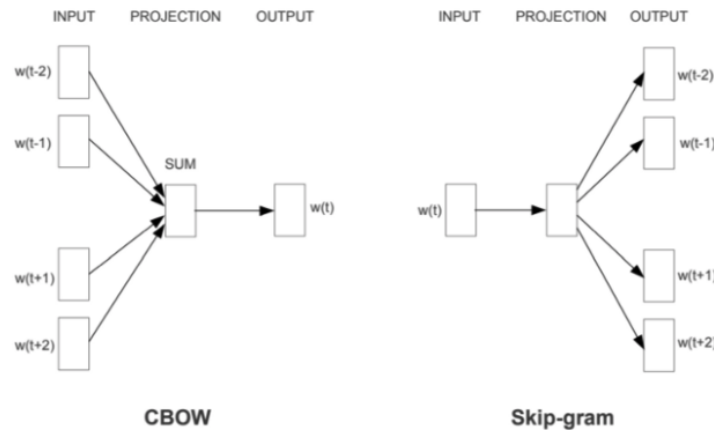 INPUT PROJECTION OUTPUT
w(t-2)
w(t-1)
SUM
w(t)
w(t+1)
w(t+2)
CBOW
INPUT PROJECTION OUTPUT
w(t-2)
w(t-1)
w(t)
w(t+1)
w(t+2)
Skip-gram